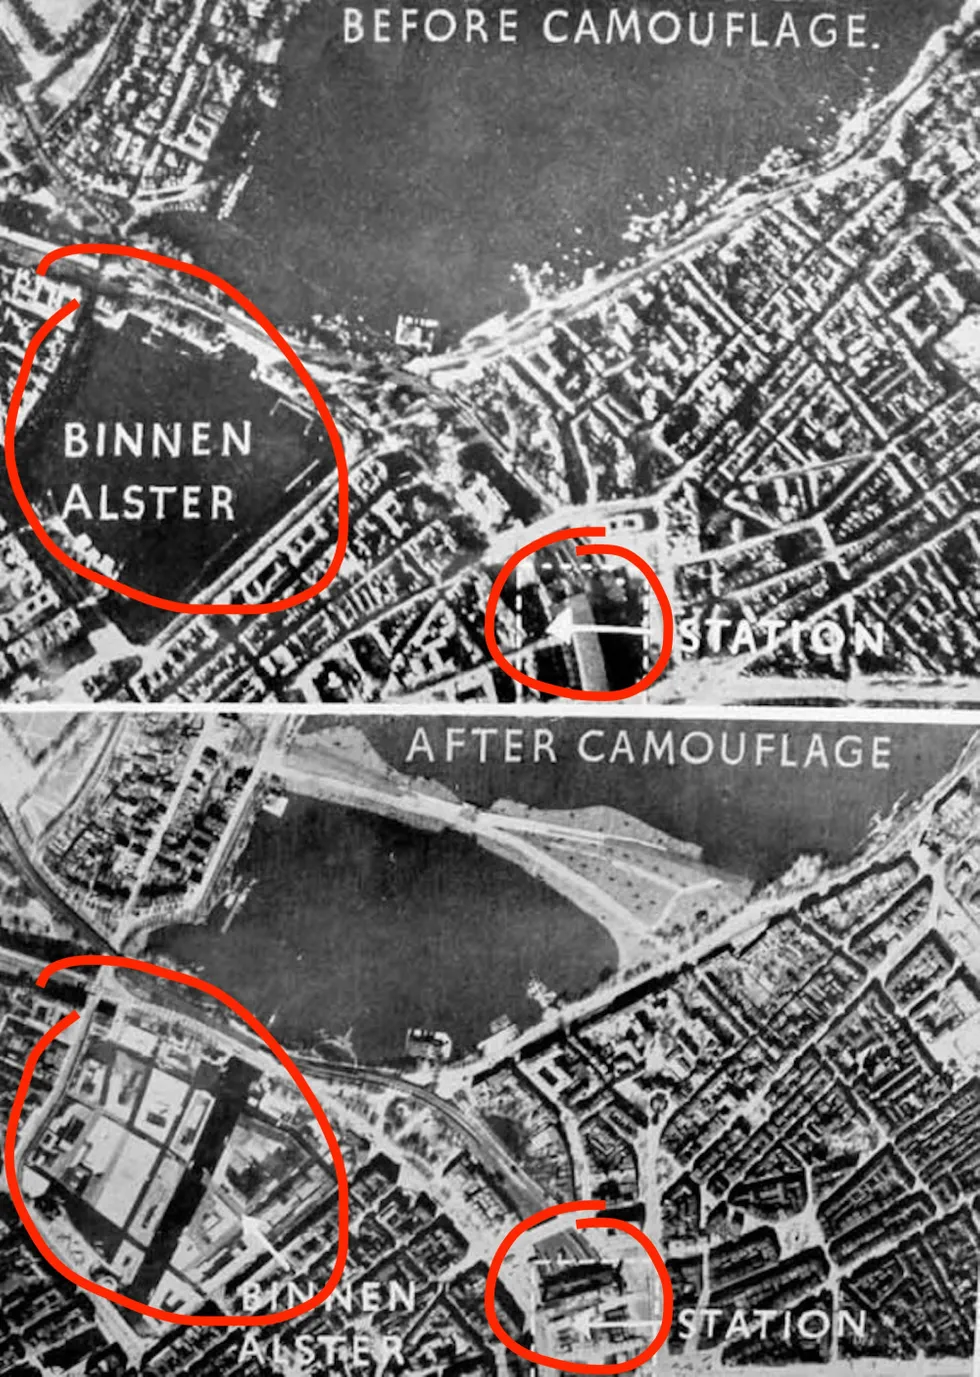 BEFORE CAMOUFLAGE.
BINNEN
ALSTER
STATION
AFTER CAMOUFLAGE
BINNEN
ALSTER
STATION